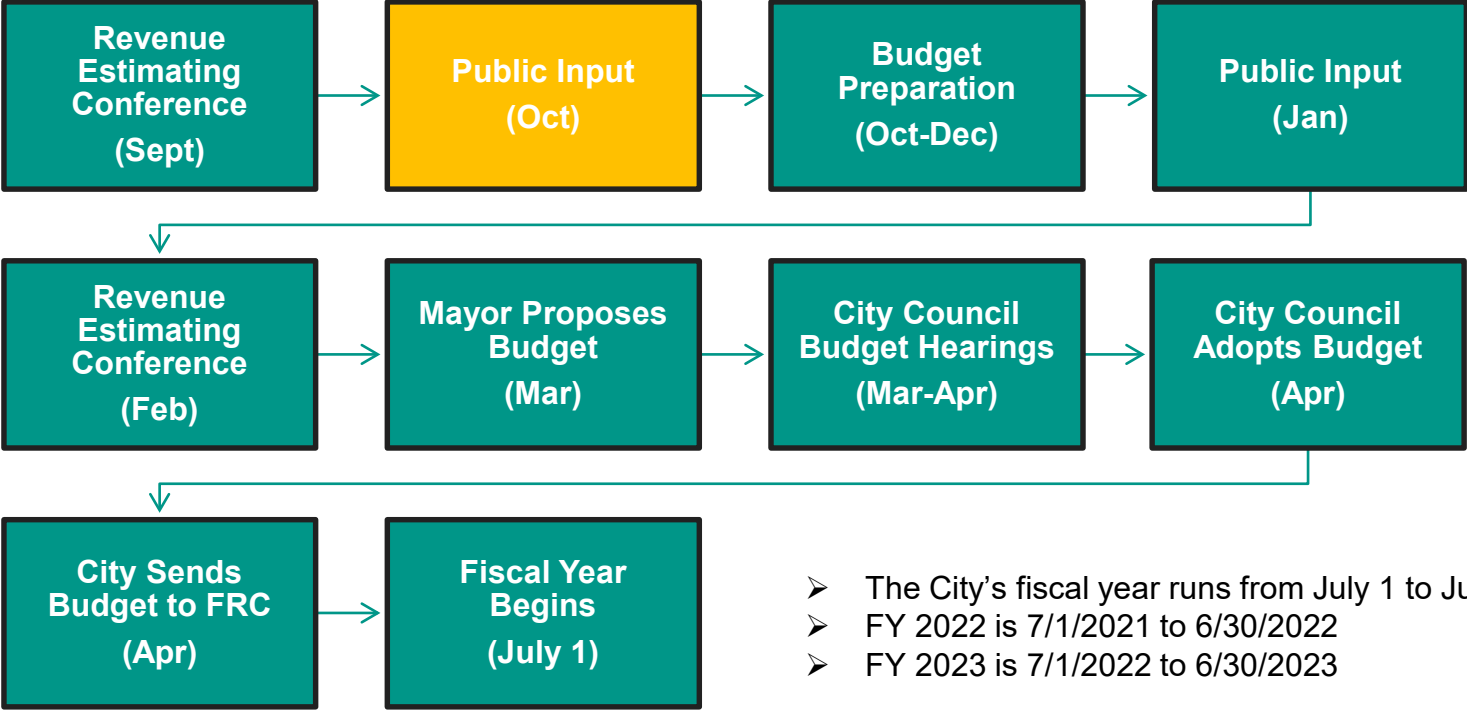 Revenue
Estimating
Conference
(Sept)
Public Input
(Oct)
Budget
Preparation
(Oct-Dec)
Public Input
(Jan)
Revenue
Estimating
Conference
(Feb)
Mayor Proposes
Budget
(Mar)
City Council
Budget Hearings
(Mar-Apr)
City Council
Adopts Budget
(Apr)
City Sends
Budget to FRC
(Apr)
Fiscal Year
Begins
(July 1)
➢ The City’s fiscal year runs from July 1 to
➢ FY 2022 is 7/1/2021 to 6/30/2022
➢ FY 2023 is 7/1/2022 to 6/30/2023